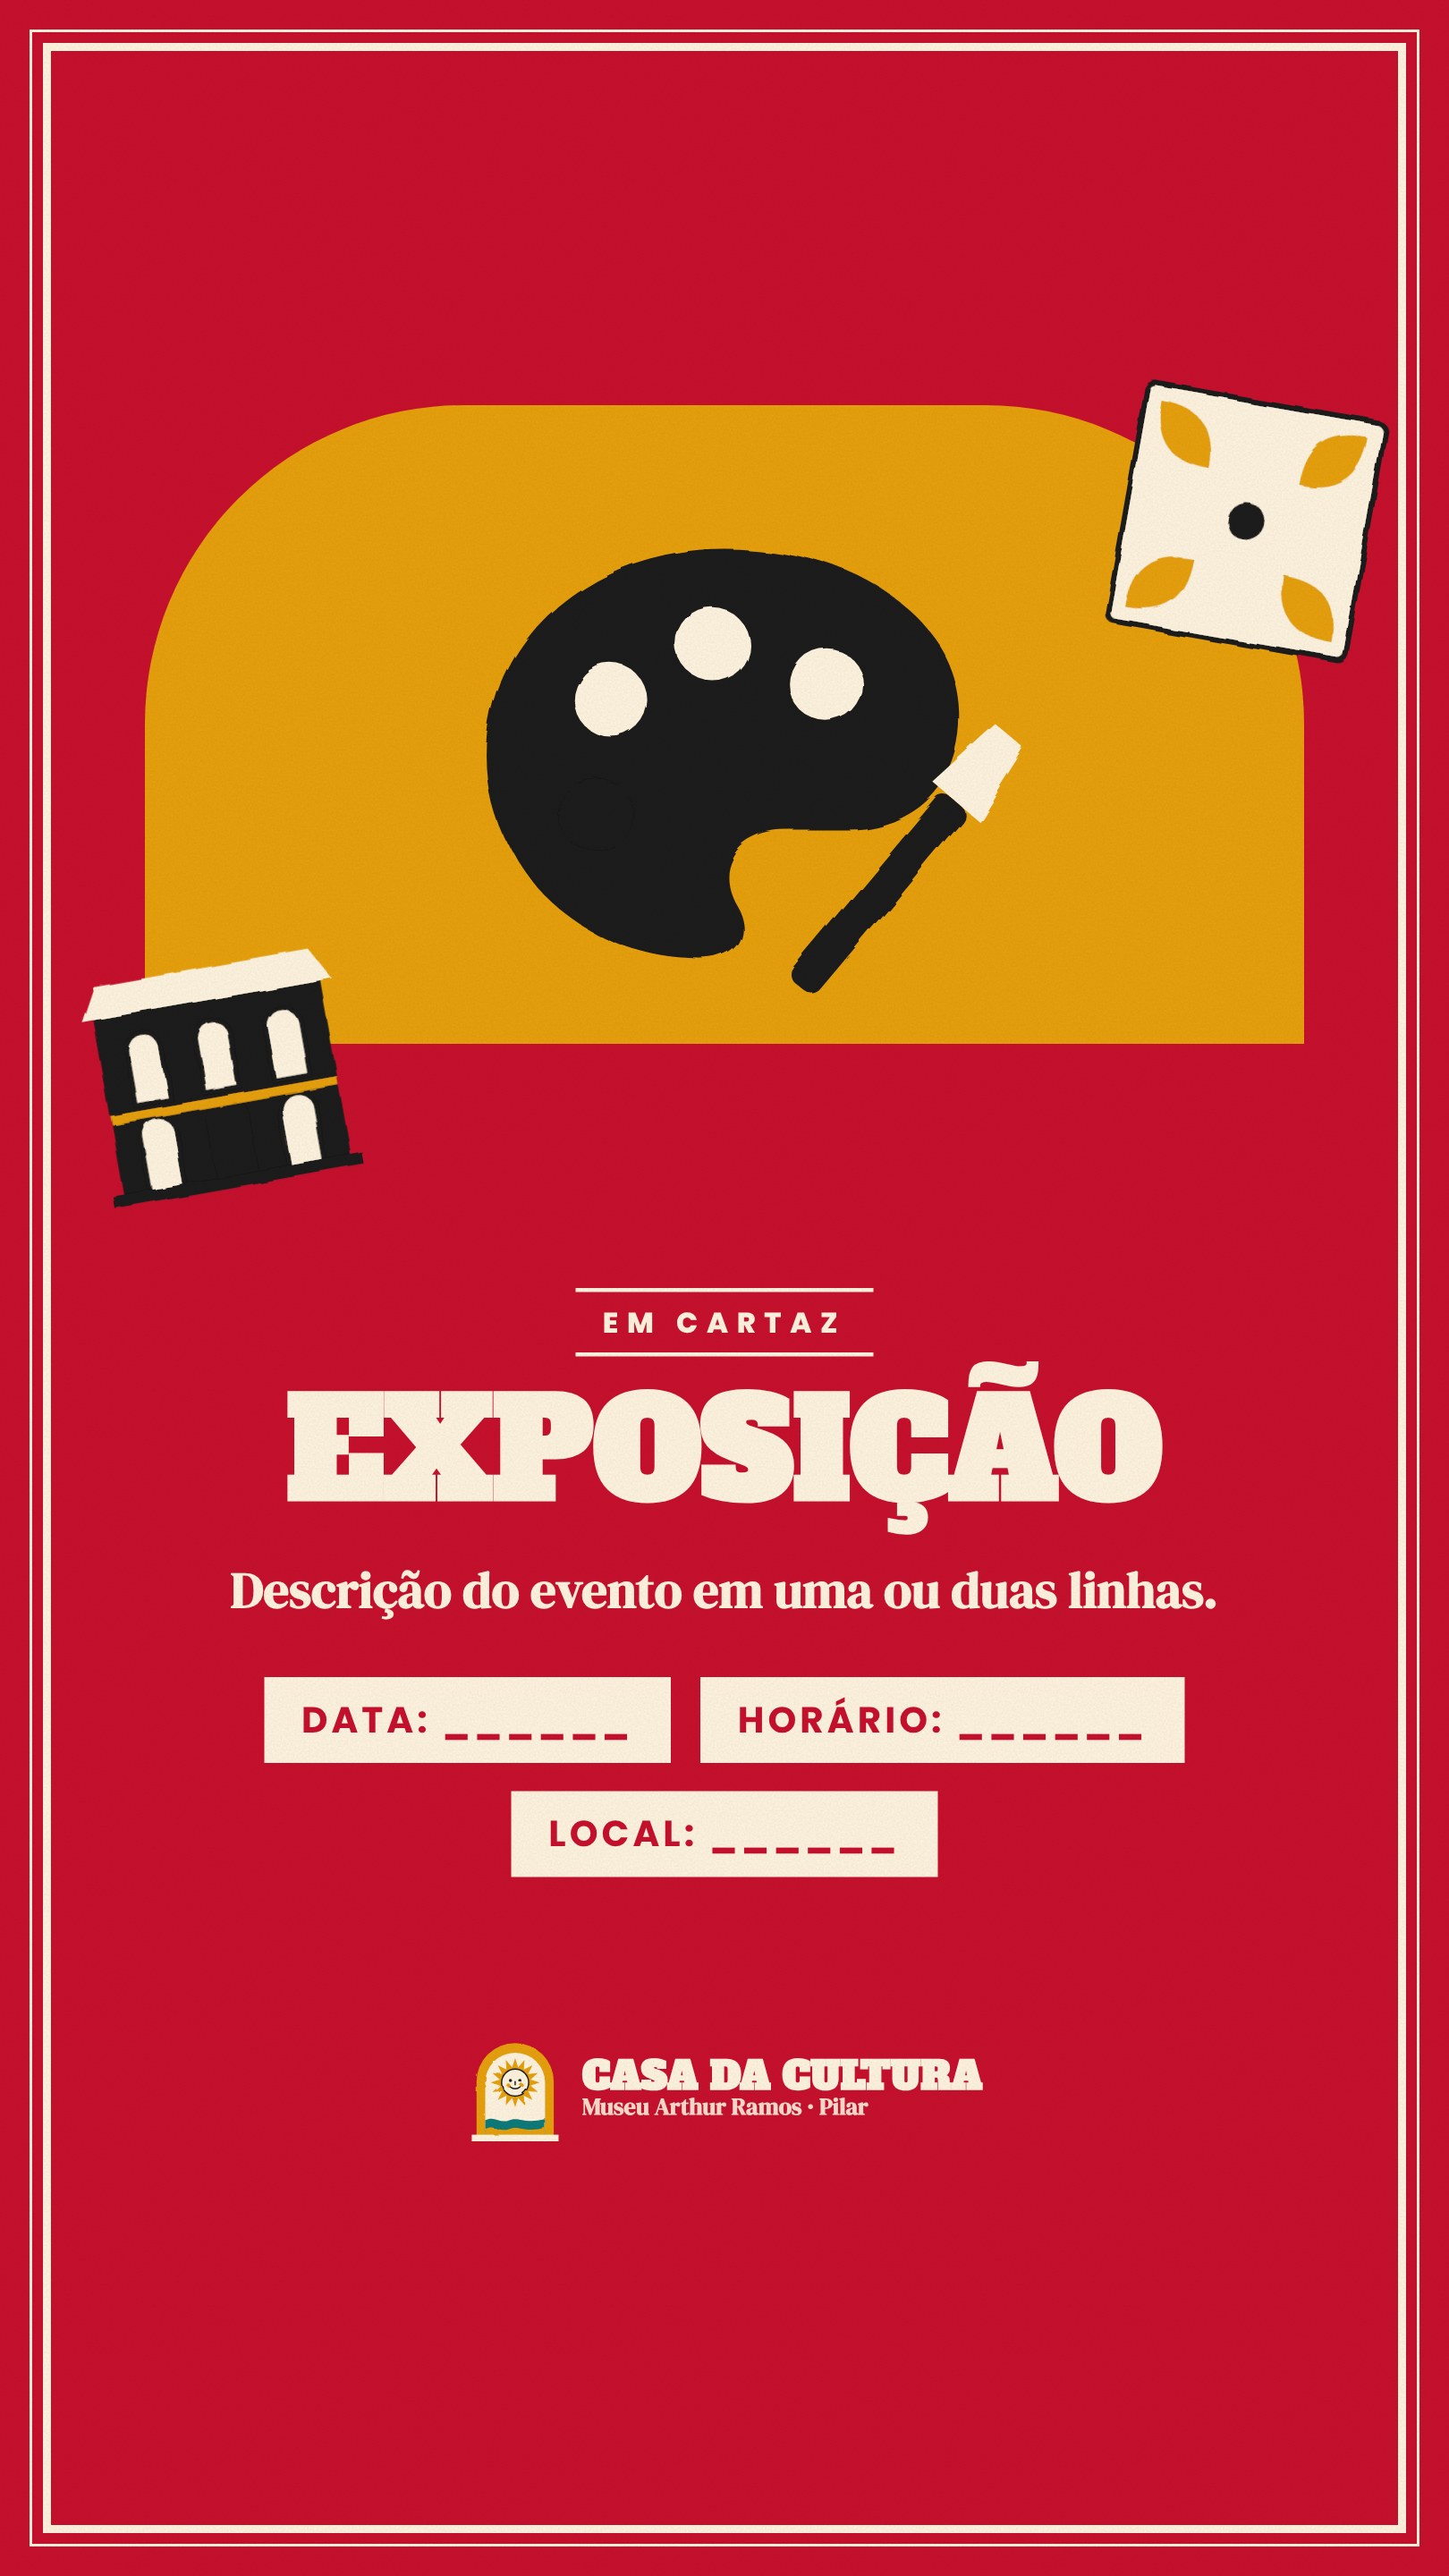 EM CARTAZ
EXPOSIÇÃO
Descrição do evento em uma ou duas linhas.
DATA: ______ HORÁRIO: ______
LOCAL: ______
CASA DA CULTURA
Museu Arthur Ramos • Pilar